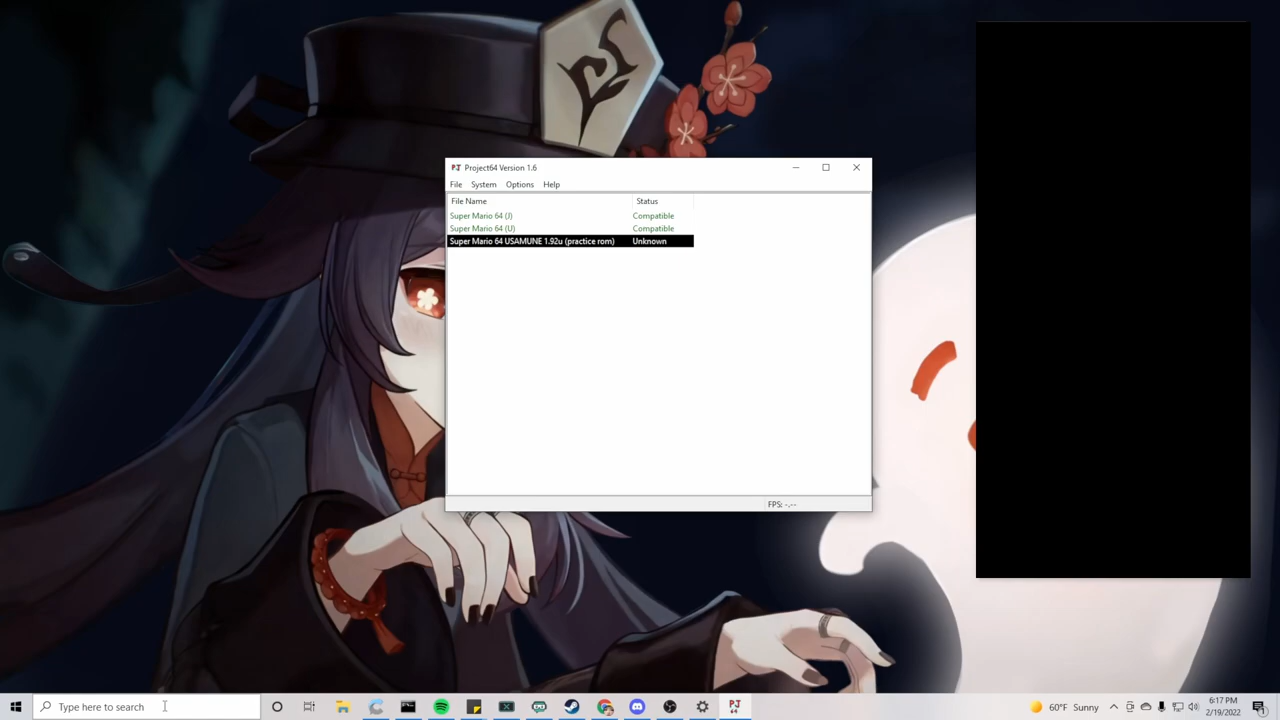 Project64 Version 1.6
File System Options Help
File Name Status
Super Mario 64 (J) Compatible
Super Mario 64 (U) Compatible
Super Mario 64 USAMUNE 1.92u (practice rom) Unknown
FPS: -.--
Type here to search
60°F Sunny
6:17 PM
2/19/2022